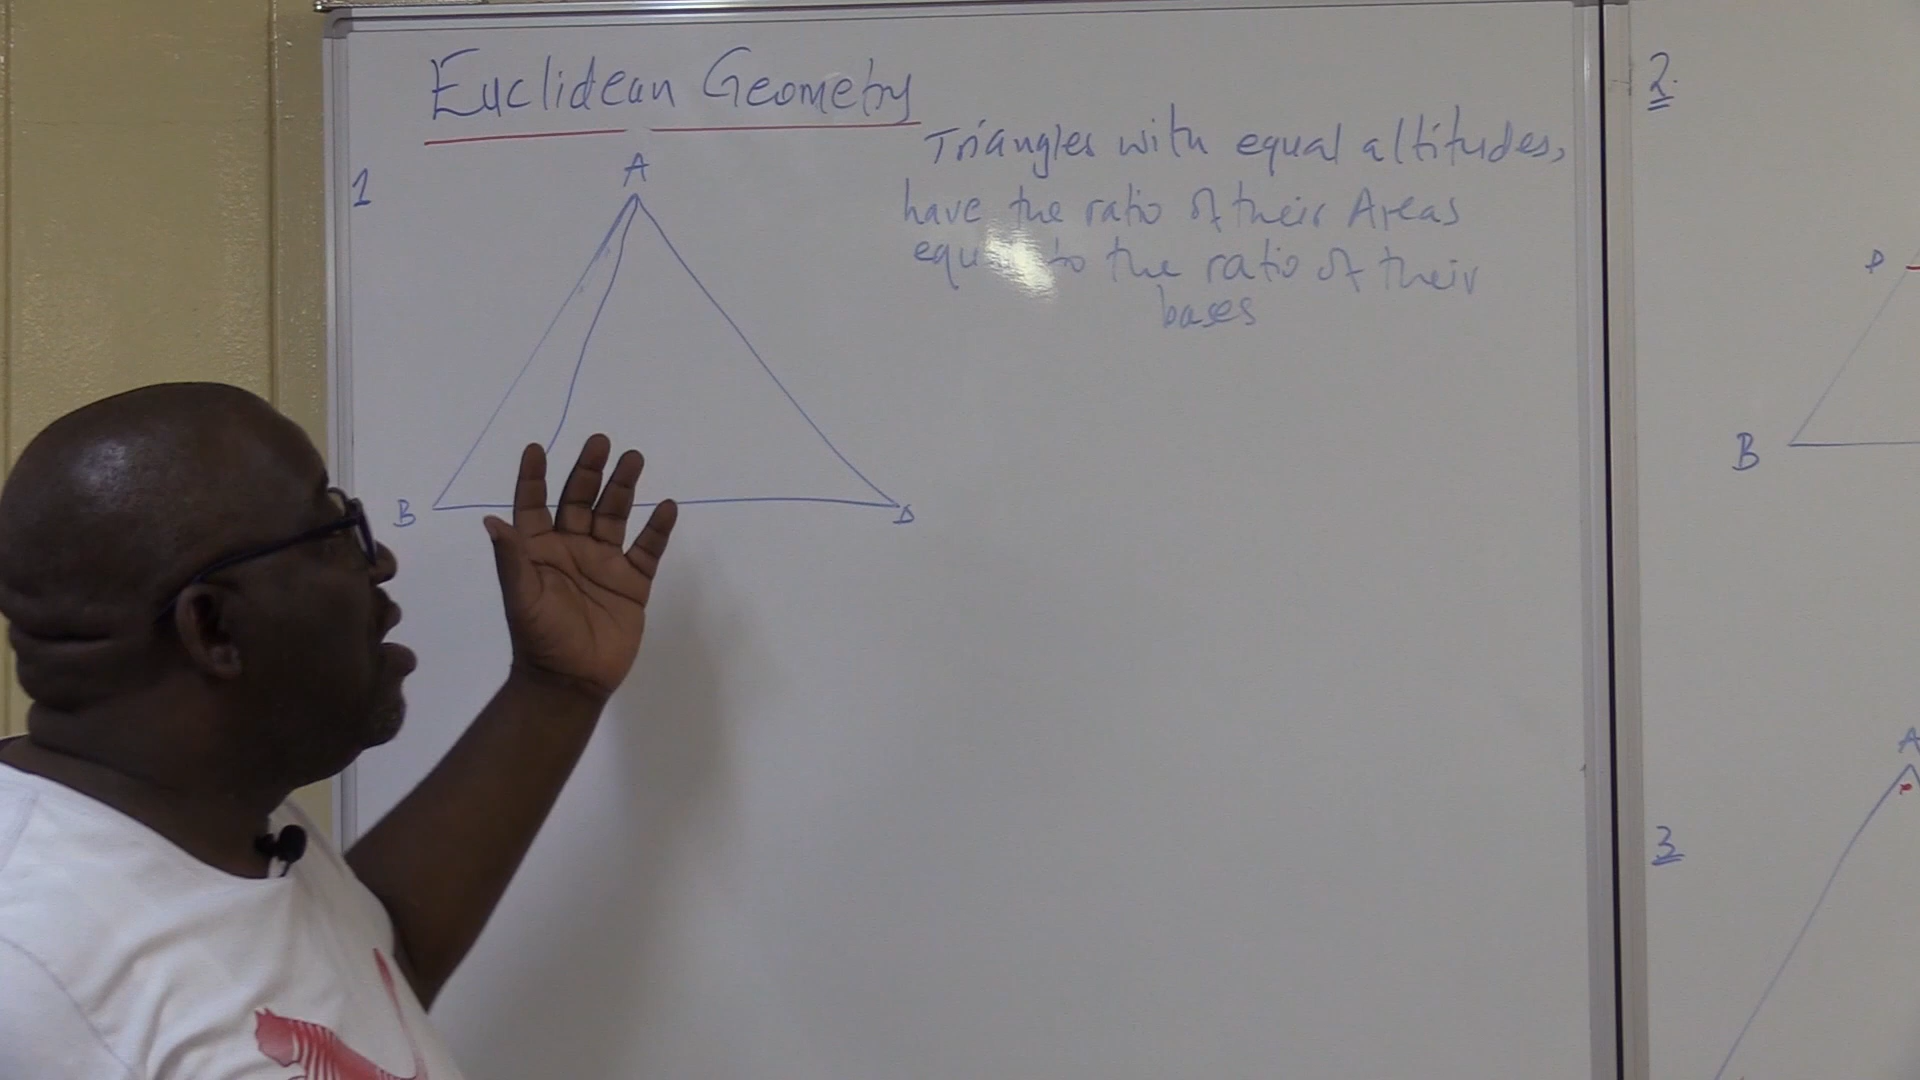 Euclidean Geometry
1
A
B
D
Triangles with equal altitudes,
have the ratio of their Areas
equal to the ratio of their
bases
2.
P
B
A
3